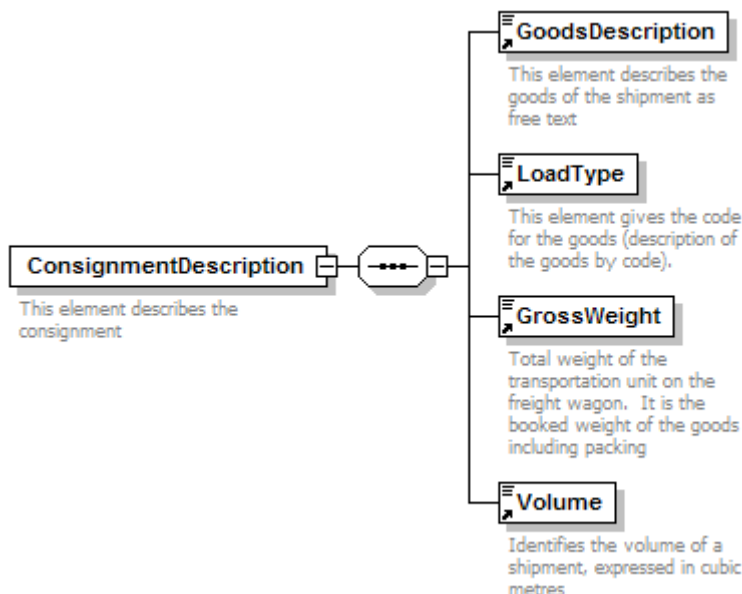 GoodsDescription
This element describes the
goods of the shipment as
free text
LoadType
This element gives the code
for the goods (description of
the goods by code).
ConsignmentDescription
This element describes the
consignment
GrossWeight
Total weight of the
transportation unit on the
freight wagon.  It is the
booked weight of the goods
including packing
Volume
Identifies the volume of a
shipment, expressed in cubic
metres